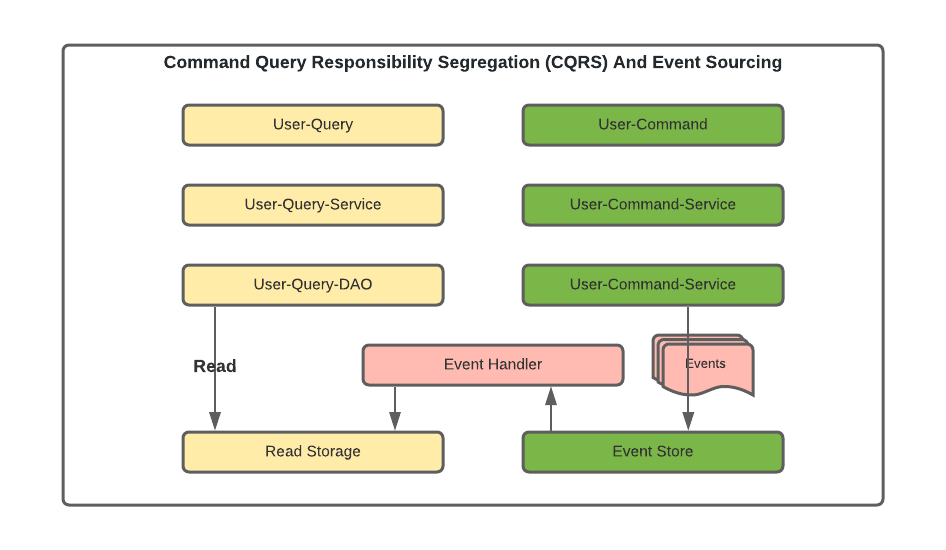 Command Query Responsibility Segregation (CQRS) And Event Sourcing
User-Query
User-Command
User-Query-Service
User-Command-Service
User-Query-DAO
User-Command-Service
Read
Event Handler
Events
Read Storage
Event Store